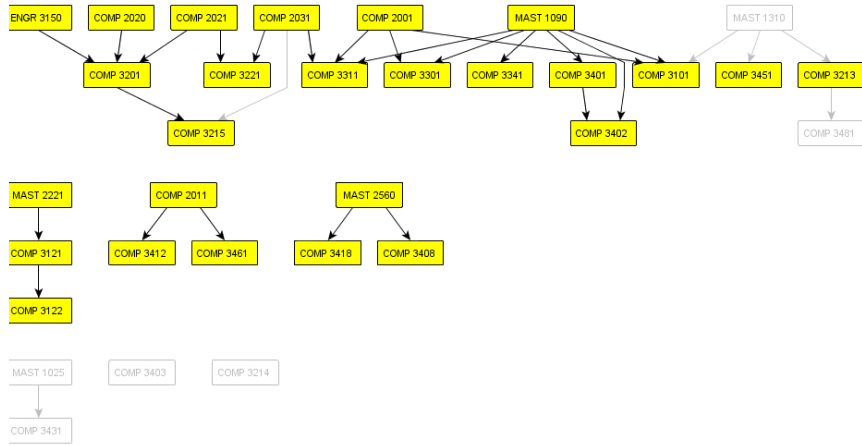 ENGR 3150
COMP 2020
COMP 2021
COMP 2031
COMP 2001
MAST 1090
MAST 1310
COMP 3201
COMP 3221
COMP 3311
COMP 3301
COMP 3341
COMP 3401
COMP 3101
COMP 3451
COMP 3213
COMP 3215
COMP 3402
COMP 3481
MAST 2221
COMP 2011
MAST 2560
COMP 3121
COMP 3412
COMP 3461
COMP 3418
COMP 3408
COMP 3122
MAST 1025
COMP 3403
COMP 3214
COMP 3431